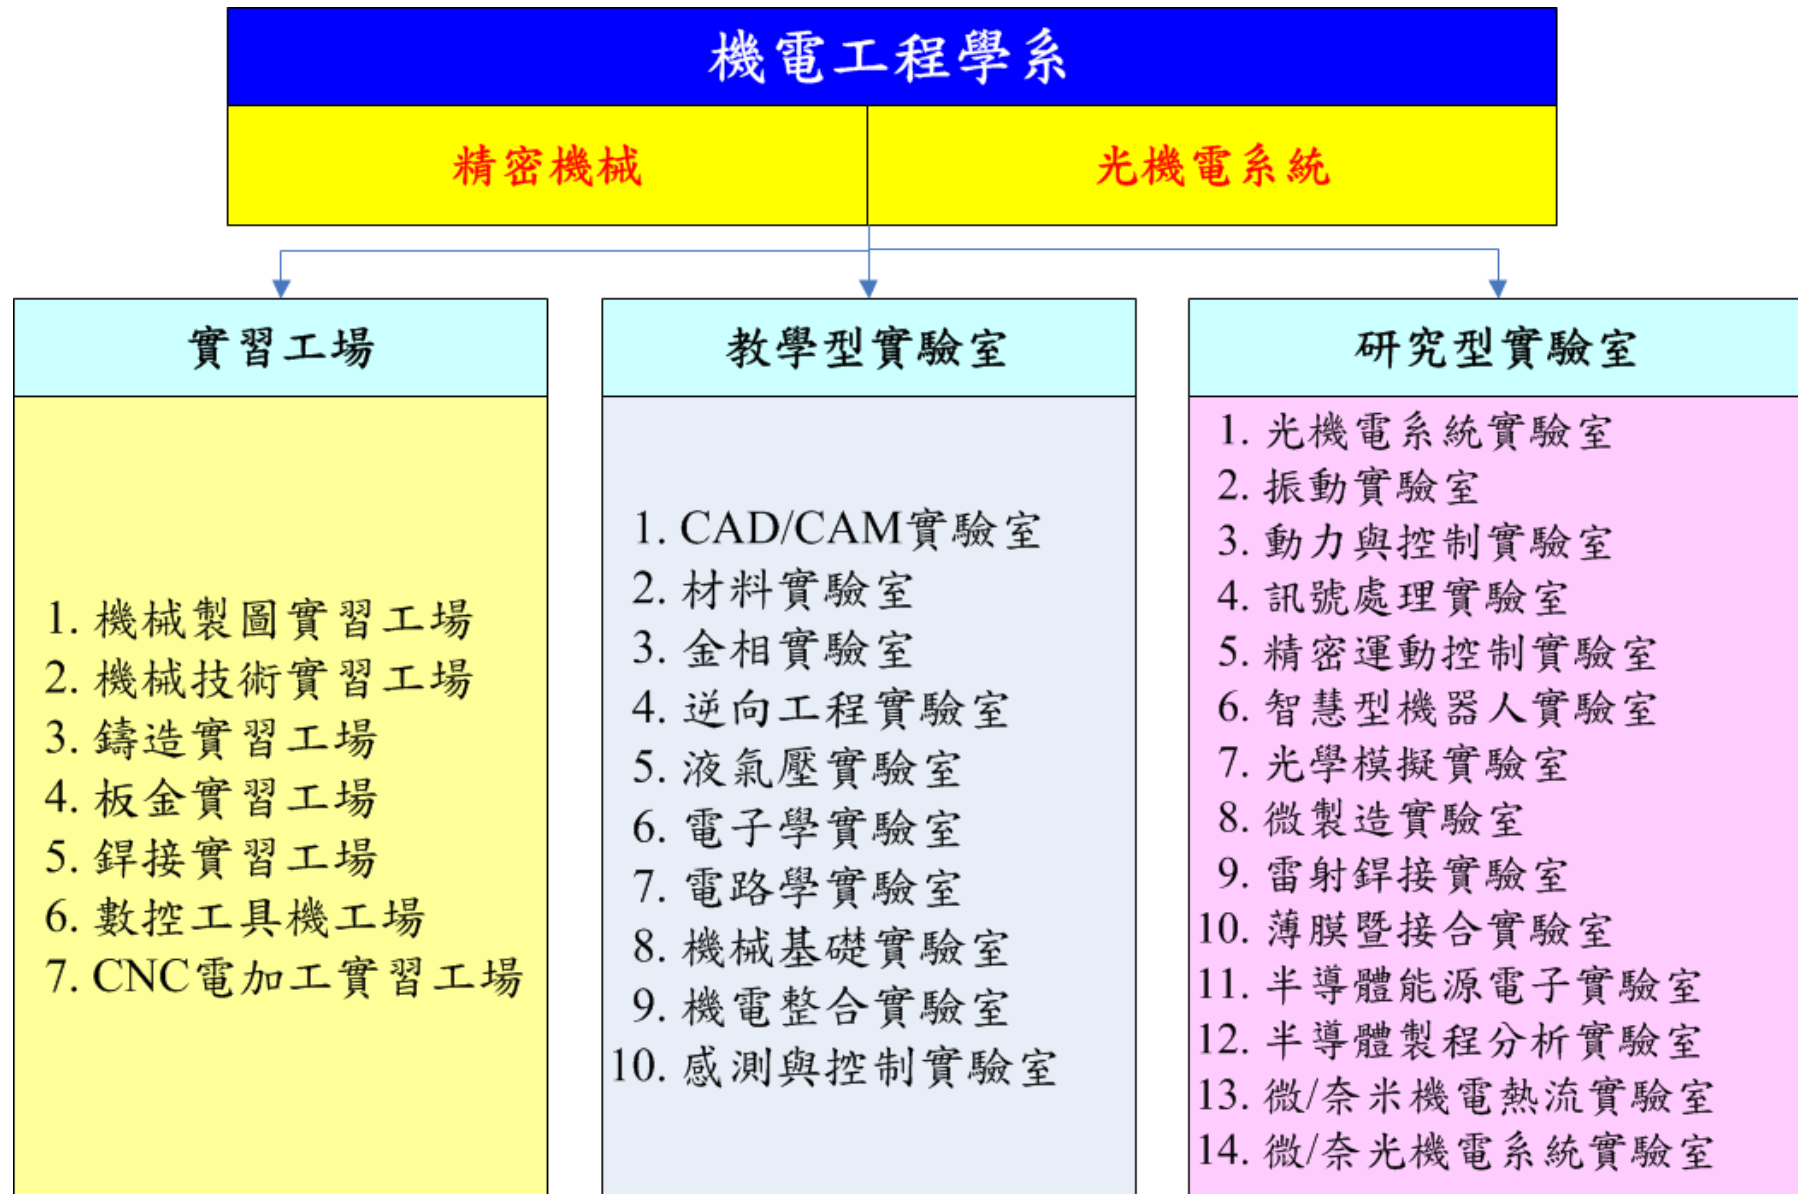 機電工程學系
精密機械
光機電系統
實習工場
1. 機械製圖實習工場
2. 機械技術實習工場
3. 鑄造實習工場
4. 板金實習工場
5. 銲接實習工場
6. 數控工具機工場
7. CNC電加工實習工場
教學型實驗室
1. CAD/CAM實驗室
2. 材料實驗室
3. 金相實驗室
4. 逆向工程實驗室
5. 液氣壓實驗室
6. 電子學實驗室
7. 電路學實驗室
8. 機械基礎實驗室
9. 機電整合實驗室
10. 感測與控制實驗室
研究型實驗室
1. 光機電系統實驗室
2. 振動實驗室
3. 動力與控制實驗室
4. 訊號處理實驗室
5. 精密運動控制實驗室
6. 智慧型機器人實驗室
7. 光學模擬實驗室
8. 微製造實驗室
9. 雷射銲接實驗室
10. 薄膜暨接合實驗室
11. 半導體能源電子實驗室
12. 半導體製程分析實驗室
13. 微/奈米機電熱流實驗室
14. 微/奈光機電系統實驗室